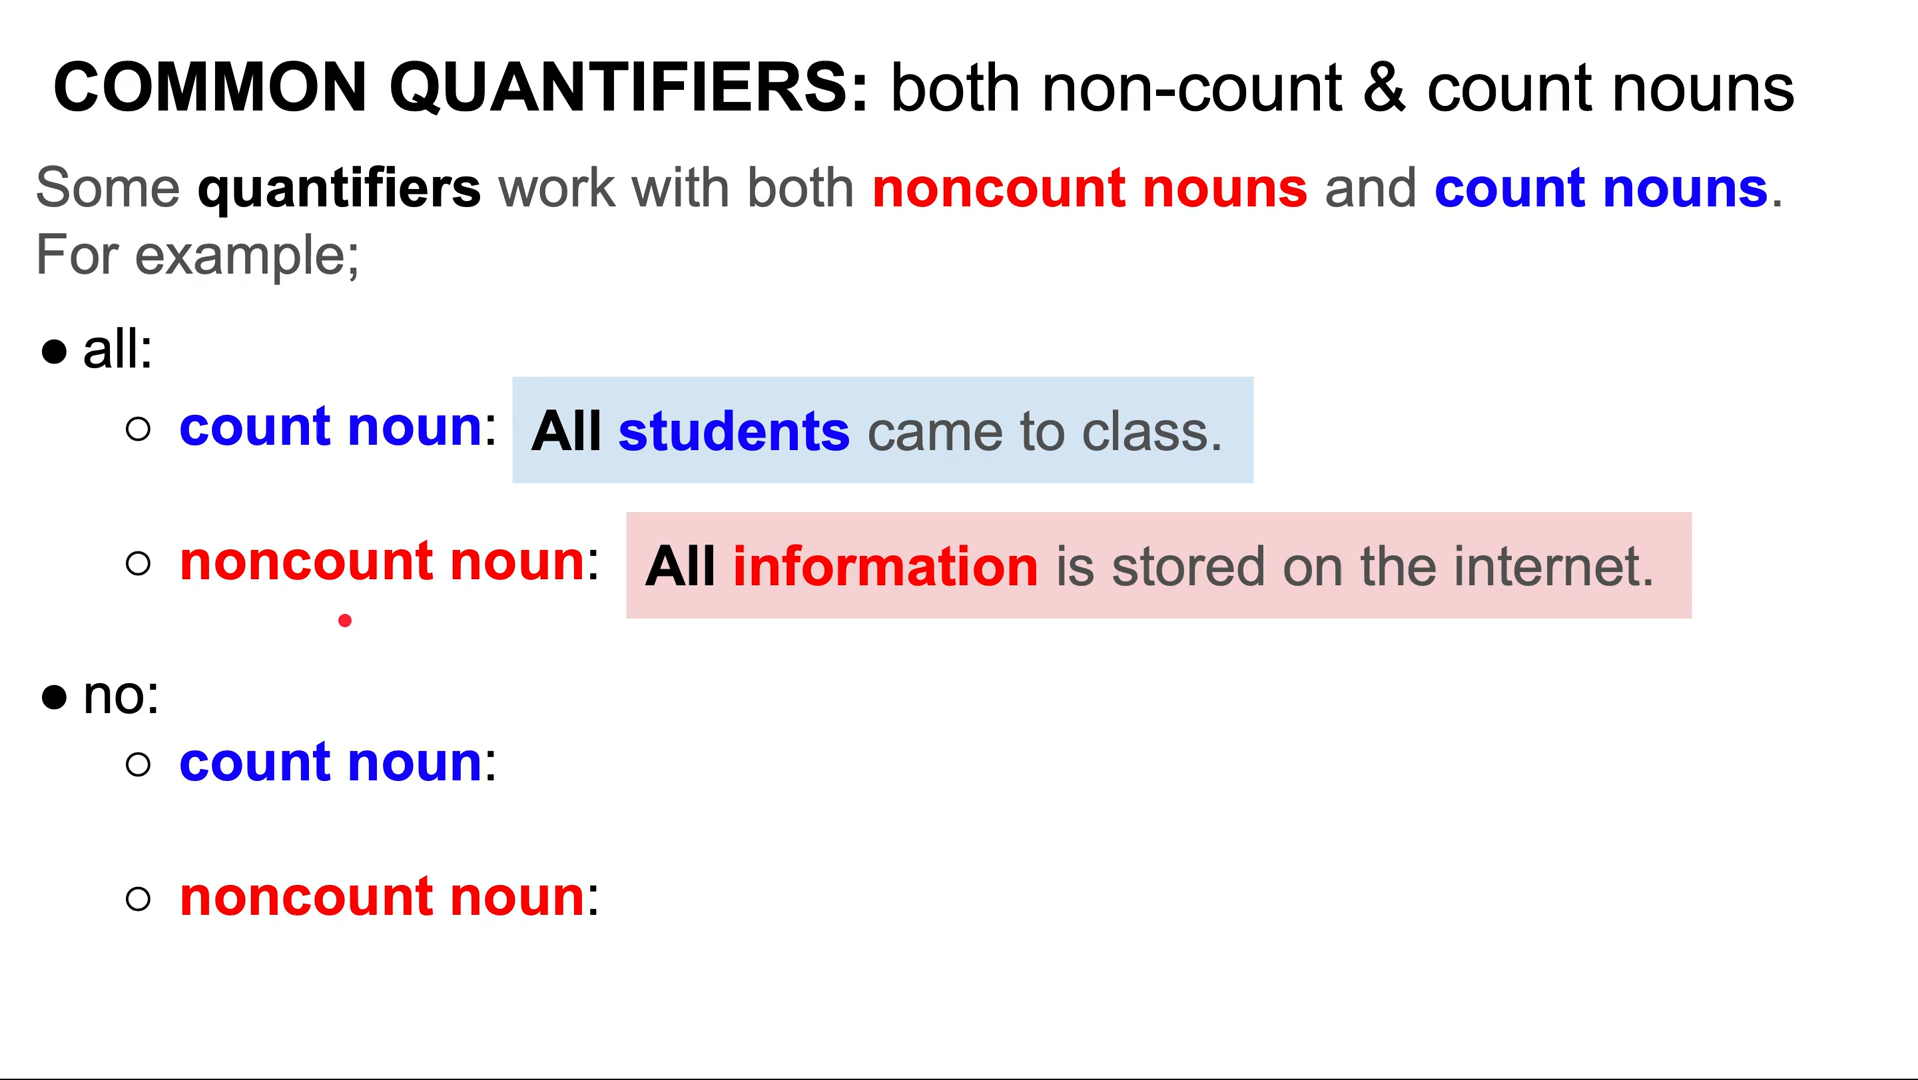 COMMON QUANTIFIERS: both non-count & count nouns
Some quantifiers work with both noncount nouns and count nouns.
For example;
● all:
○ count noun: All students came to class.
○ noncount noun: All information is stored on the internet.
● no:
○ count noun:
○ noncount noun: